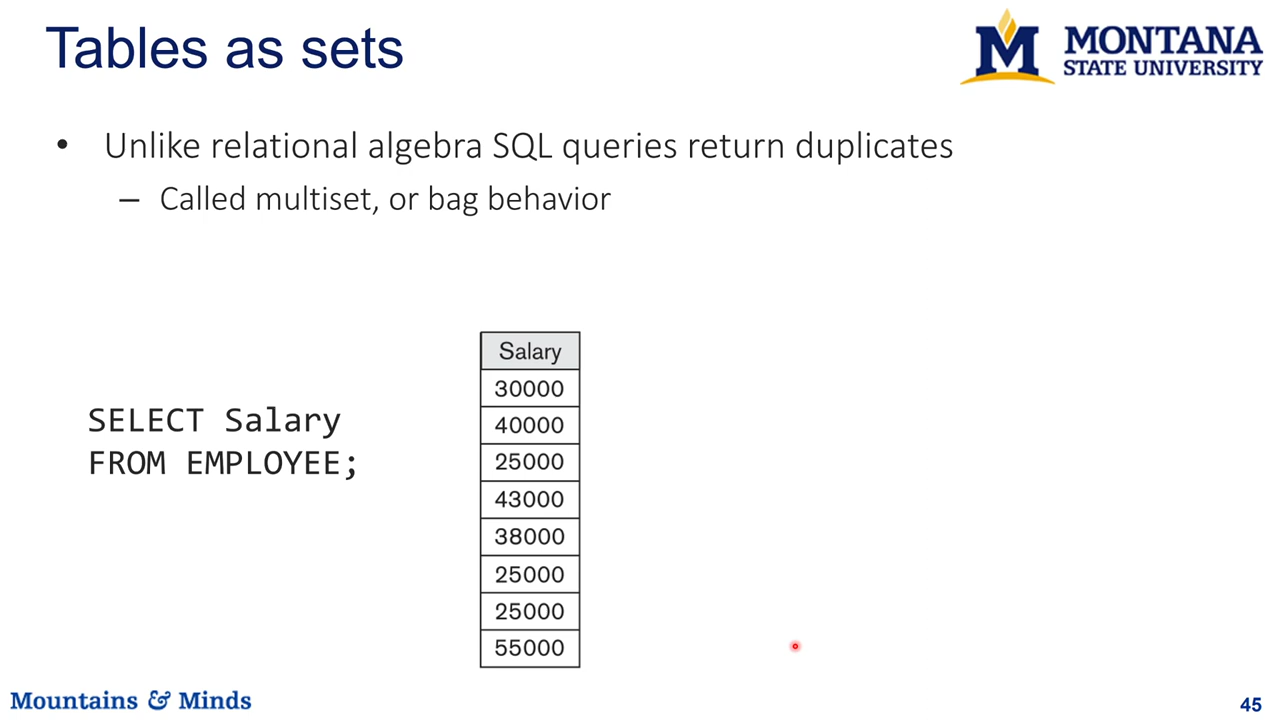 Tables as sets
MONTANA
STATE UNIVERSITY
• Unlike relational algebra SQL queries return duplicates
– Called multiset, or bag behavior
SELECT Salary
FROM EMPLOYEE;
Salary
30000
40000
25000
43000
38000
25000
25000
55000
Mountains & Minds
45